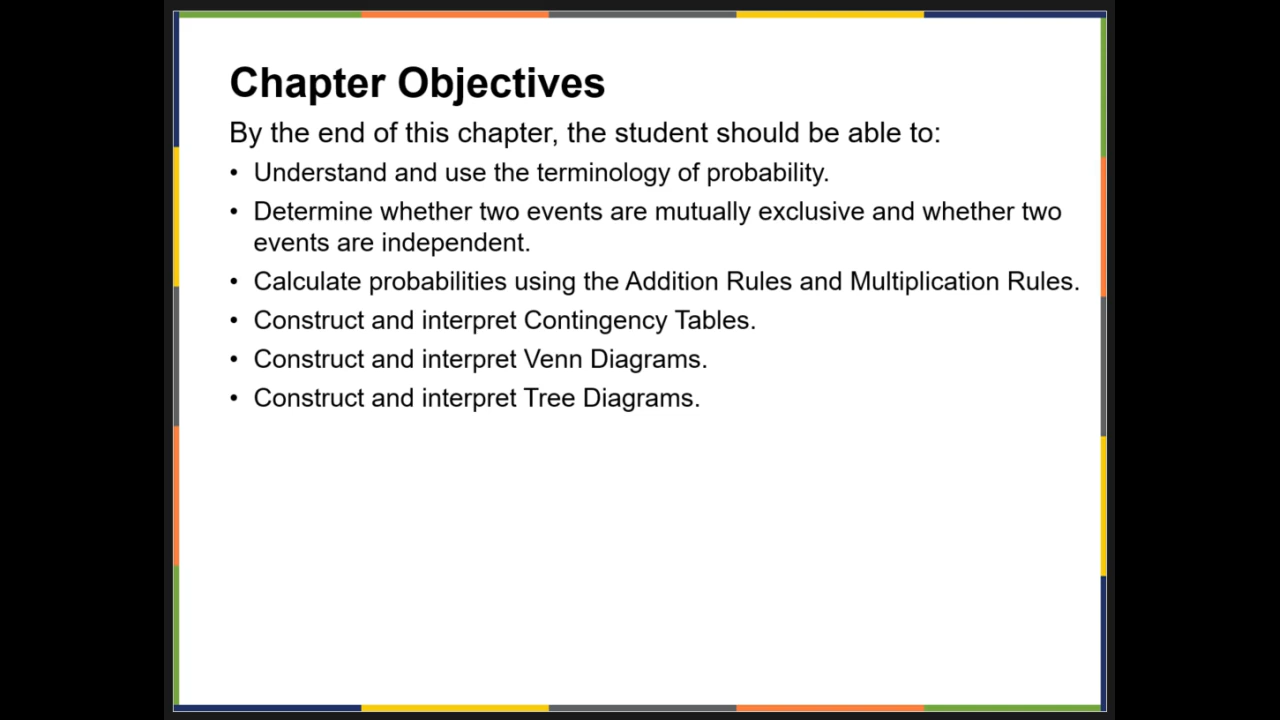 Chapter Objectives
By the end of this chapter, the student should be able to:
• Understand and use the terminology of probability.
• Determine whether two events are mutually exclusive and whether two
events are independent.
• Calculate probabilities using the Addition Rules and Multiplication Rules.
• Construct and interpret Contingency Tables.
• Construct and interpret Venn Diagrams.
• Construct and interpret Tree Diagrams.